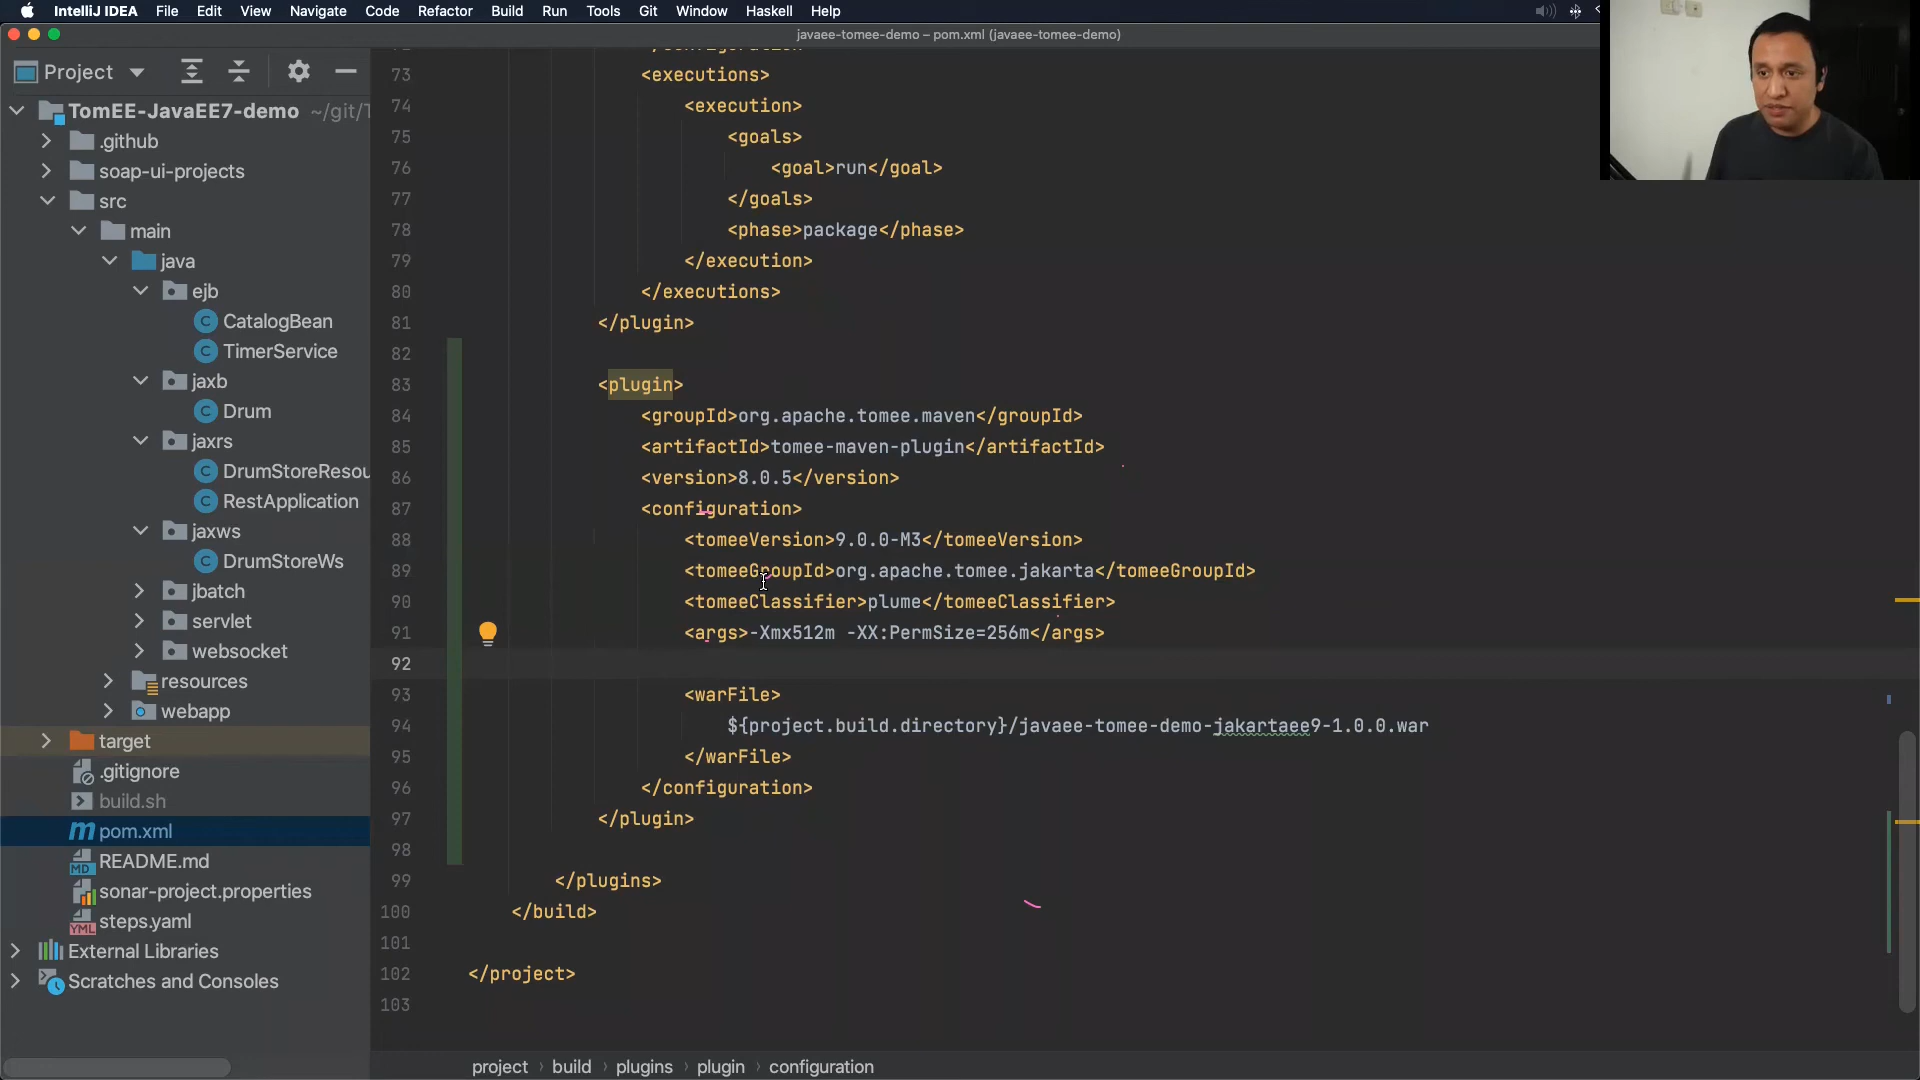 IntelliJ IDEA File Edit View Navigate Code Refactor Build Run Tools Git Window Haskell Help
javaee-tomee-demo – pom.xml (javaee-tomee-demo)
Project
TomEE-JavaEE7-demo ~/git/T
.github
soap-ui-projects
src
main
java
ejb
CatalogBean
TimerService
jaxb
Drum
jaxrs
DrumStoreResou
RestApplication
jaxws
DrumStoreWs
jbatch
servlet
websocket
resources
webapp
target
.gitignore
build.sh
pom.xml
README.md
sonar-project.properties
steps.yaml
External Libraries
Scratches and Consoles
73 <executions>
74 <execution>
75 <goals>
76 <goal>run</goal>
77 </goals>
78 <phase>package</phase>
79 </execution>
80 </executions>
81 </plugin>
82
83 <plugin>
84 <groupId>org.apache.tomee.maven</groupId>
85 <artifactId>tomee-maven-plugin</artifactId>
86 <version>8.0.5</version>
87 <configuration>
88 <tomeeVersion>9.0.0-M3</tomeeVersion>
89 <tomeeGroupId>org.apache.tomee.jakarta</tomeeGroupId>
90 <tomeeClassifier>plume</tomeeClassifier>
91 <args>-Xmx512m -XX:PermSize=256m</args>
92
93 <warFile>
94 ${project.build.directory}/javaee-tomee-demo-jakartaee9-1.0.0.war
95 </warFile>
96 </configuration>
97 </plugin>
98
99 </plugins>
100 </build>
101
102 </project>
103
project › build › plugins › plugin › configuration